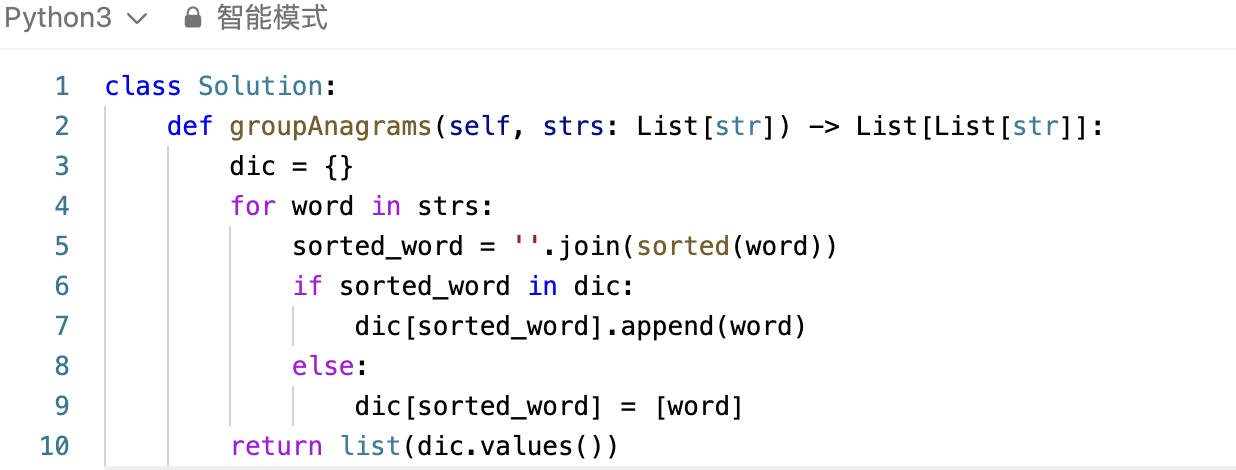 Python3 智能模式
1 class Solution:
2     def groupAnagrams(self, strs: List[str]) -> List[List[str]]:
3         dic = {}
4         for word in strs:
5             sorted_word = ''.join(sorted(word))
6             if sorted_word in dic:
7                 dic[sorted_word].append(word)
8             else:
9                 dic[sorted_word] = [word]
10         return list(dic.values())